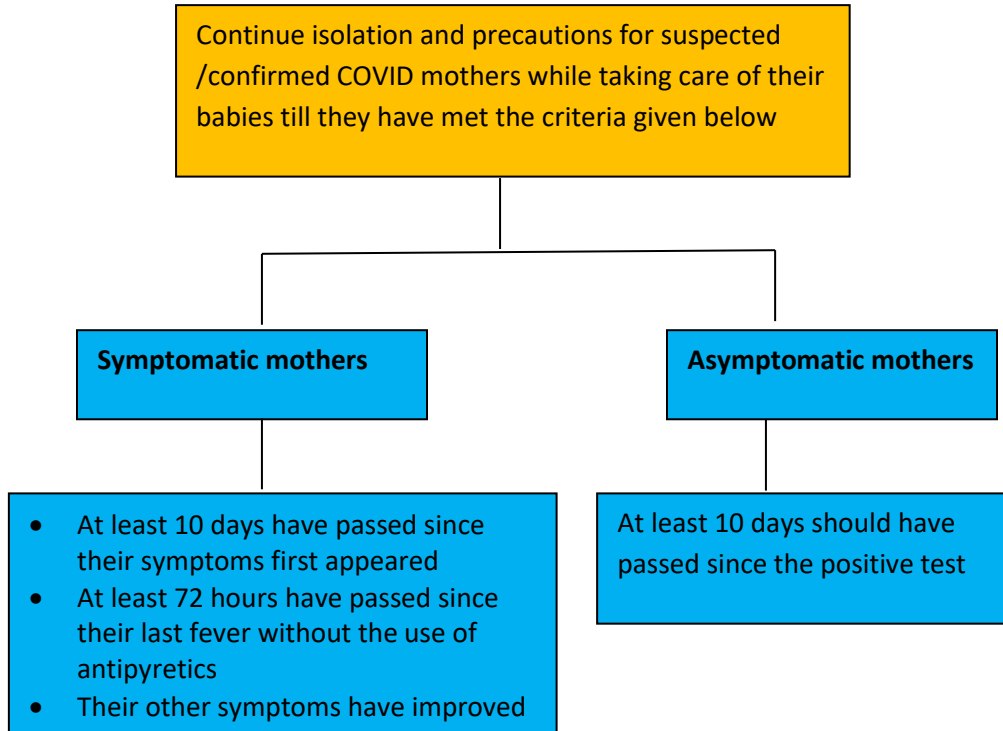 Continue isolation and precautions for suspected
/confirmed COVID mothers while taking care of their
babies till they have met the criteria given below
Symptomatic mothers
Asymptomatic mothers
• At least 10 days have passed since
their symptoms first appeared
• At least 72 hours have passed since
their last fever without the use of
antipyretics
• Their other symptoms have improved
At least 10 days should have
passed since the positive test